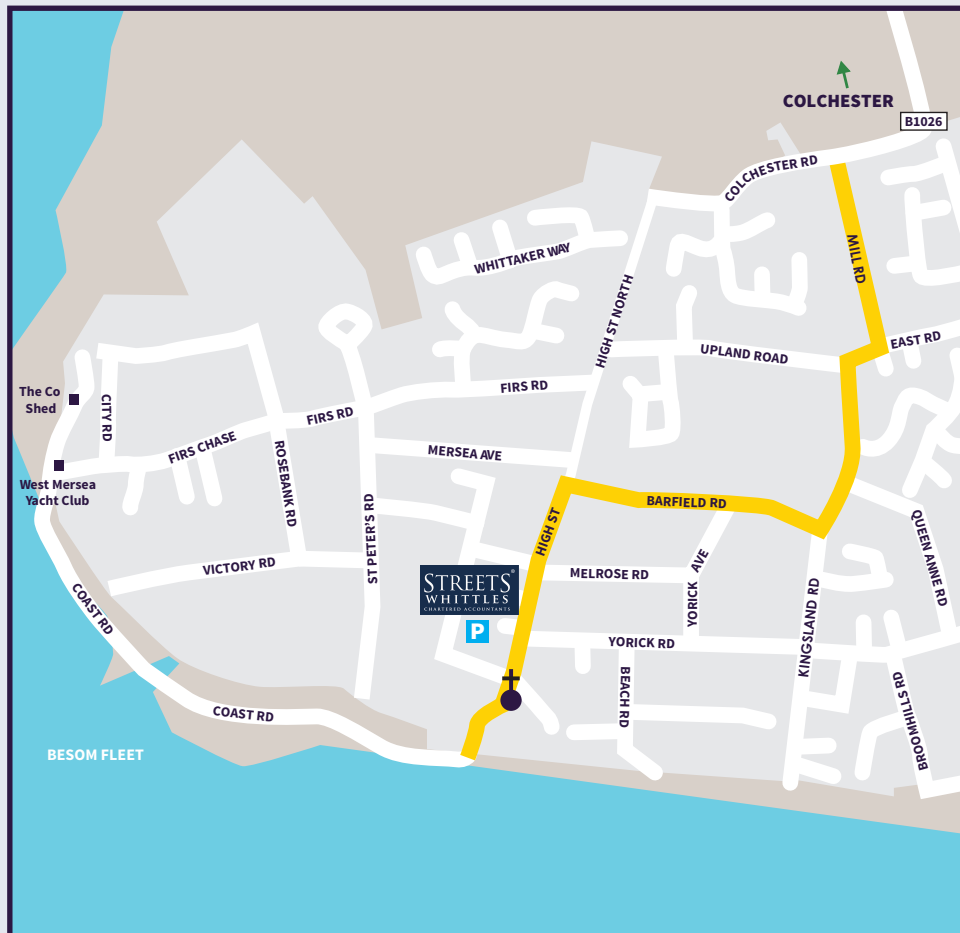 COLCHESTER
B1026
COLCHESTER RD
MILL RD
WHITTAKER WAY
HIGH ST NORTH
EAST RD
UPLAND ROAD
The Co
Shed
CITY RD
FIRS RD
FIRS RD
FIRS CHASE
MERSEA AVE
ROSEBANK RD
West Mersea
Yacht Club
BARFIELD RD
HIGH ST
ST PETER'S RD
QUEEN ANNE RD
VICTORY RD
STREETS®
WHITTLES
CHARTERED ACCOUNTANTS
MELROSE RD
YORICK AVE
KINGSLAND RD
COAST RD
P
YORICK RD
BEACH RD
BROOMHILLS RD
COAST RD
BESOM FLEET